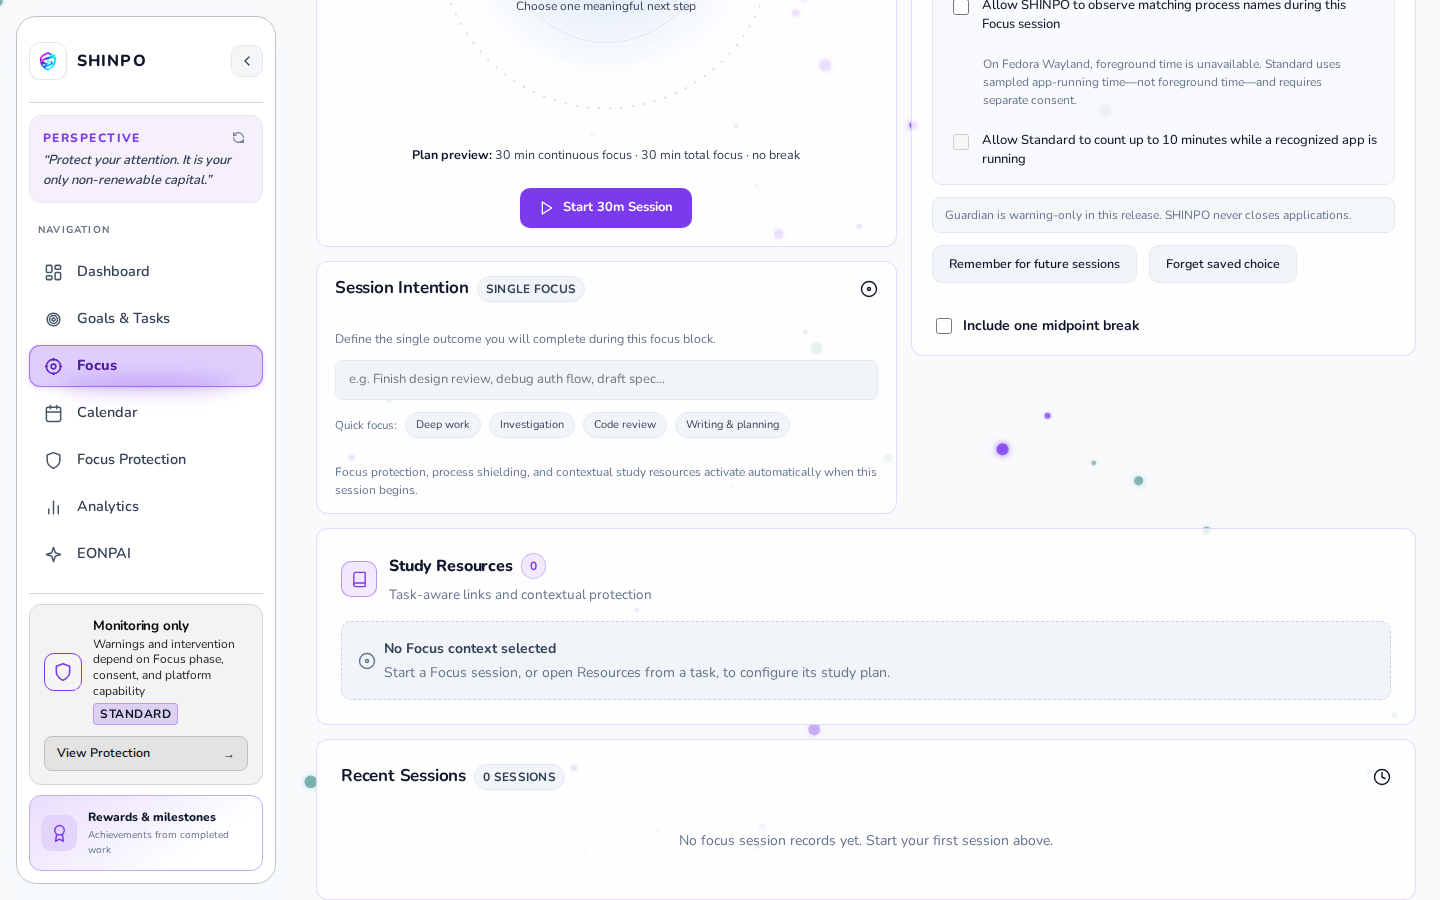 SHINPO
PERSPECTIVE
“Protect your attention. It is your
only non-renewable capital.”
NAVIGATION
Dashboard
Goals & Tasks
Focus
Calendar
Focus Protection
Analytics
EONPAI
Monitoring only
Warnings and intervention
depend on Focus phase,
consent, and platform
capability
STANDARD
View Protection →
Rewards & milestones
Achievements from completed
work
Choose one meaningful next step
Plan preview: 30 min continuous focus · 30 min total focus · no break
Start 30m Session
Session Intention SINGLE FOCUS
Define the single outcome you will complete during this focus block.
e.g. Finish design review, debug auth flow, draft spec...
Quick focus: Deep work Investigation Code review Writing & planning
Focus protection, process shielding, and contextual study resources activate automatically when this
session begins.
Allow SHINPO to observe matching process names during this
Focus session
On Fedora Wayland, foreground time is unavailable. Standard uses
sampled app-running time—not foreground time—and requires
separate consent.
Allow Standard to count up to 10 minutes while a recognized app is
running
Guardian is warning-only in this release. SHINPO never closes applications.
Remember for future sessions Forget saved choice
Include one midpoint break
Study Resources 0
Task-aware links and contextual protection
No Focus context selected
Start a Focus session, or open Resources from a task, to configure its study plan.
Recent Sessions 0 SESSIONS
No focus session records yet. Start your first session above.